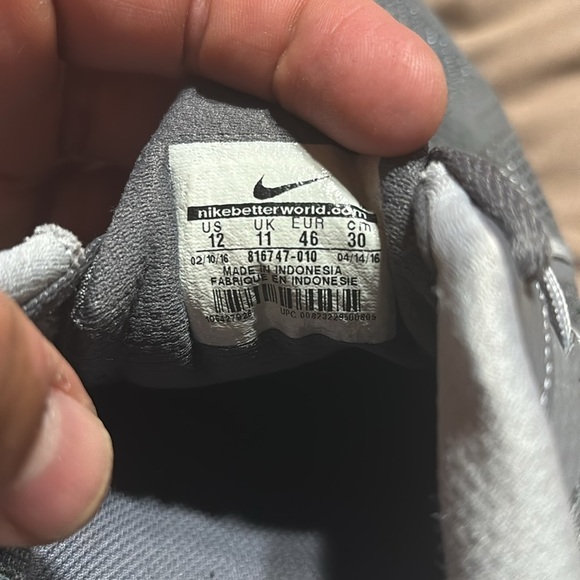 nikebetterworld.com
US UK EUR cm
12 11 46 30
02/10/16 816747-010 04/14/16
MADE IN INDONESIA
FABRIQUE EN INDONESIE
UPC